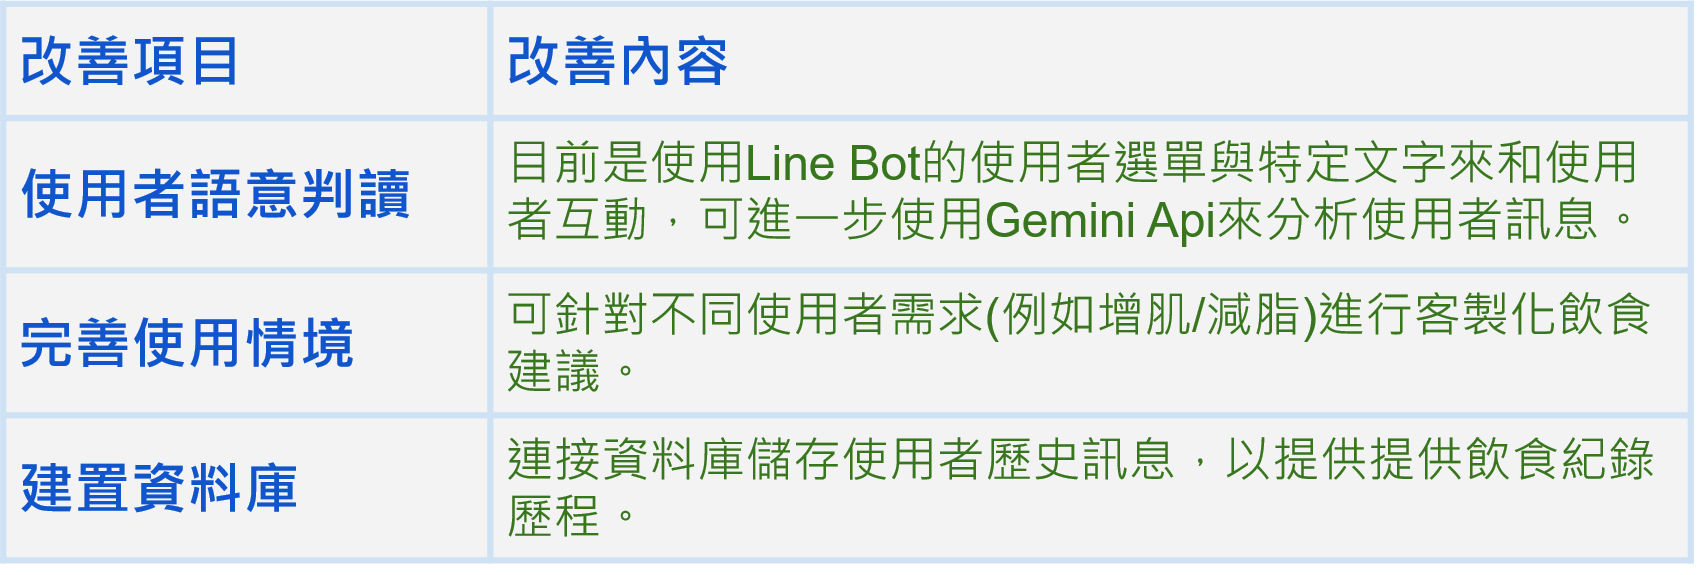 改善項目
改善內容
使用者語意判讀
目前是使用Line Bot的使用者選單與特定文字來和使用
者互動，可進一步使用Gemini Api來分析使用者訊息。
完善使用情境
可針對不同使用者需求(例如增肌/減脂)進行客製化飲食
建議。
建置資料庫
連接資料庫儲存使用者歷史訊息，以提供提供飲食紀錄
歷程。